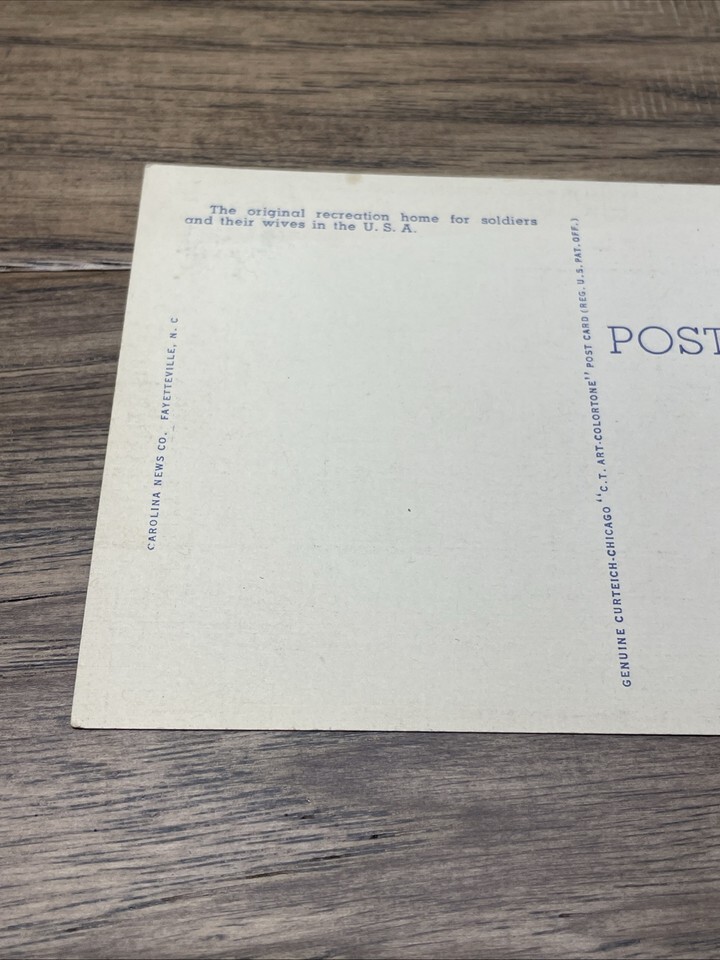 The original recreation home for soldiers
and their wives in the U. S. A.
CAROLINA NEWS CO. FAYETTEVILLE, N. C
GENUINE CURTEICH-CHICAGO "C.T. ART-COLORTONE" POST CARD (REG. U.S. PAT. OFF.)
POST